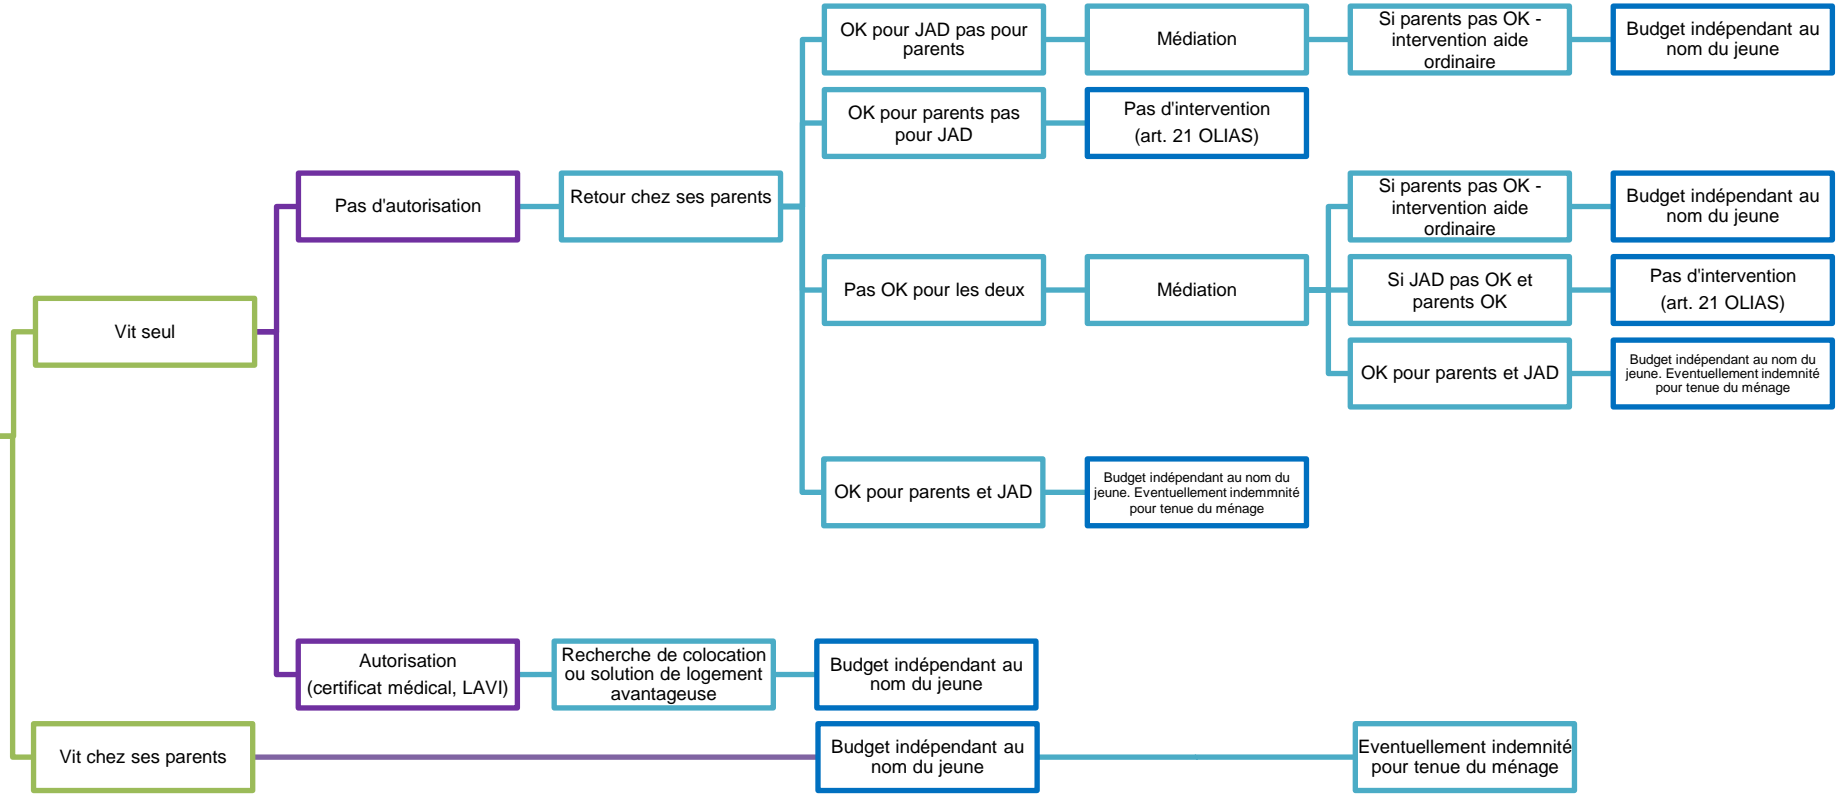 OK pour JAD pas pour
parents
Médiation
Si parents pas OK -
intervention aide
ordinaire
Budget indépendant au
nom du jeune
OK pour parents pas
pour JAD
Pas d'intervention
(art. 21 OLIAS)
Pas d'autorisation
Retour chez ses parents
Si parents pas OK -
intervention aide
ordinaire
Budget indépendant au
nom du jeune
Vit seul
Pas OK pour les deux
Médiation
Si JAD pas OK et
parents OK
Pas d'intervention
(art. 21 OLIAS)
OK pour parents et JAD
Budget indépendant au nom du
jeune. Eventuellement indemnité
pour tenue du ménage
OK pour parents et JAD
Budget indépendant au nom du
jeune. Eventuellement indemmnité
pour tenue du ménage
Autorisation
(certificat médical, LAVI)
Recherche de colocation
ou solution de logement
avantageuse
Budget indépendant au
nom du jeune
Vit chez ses parents
Budget indépendant au
nom du jeune
Eventuellement indemnité
pour tenue du ménage